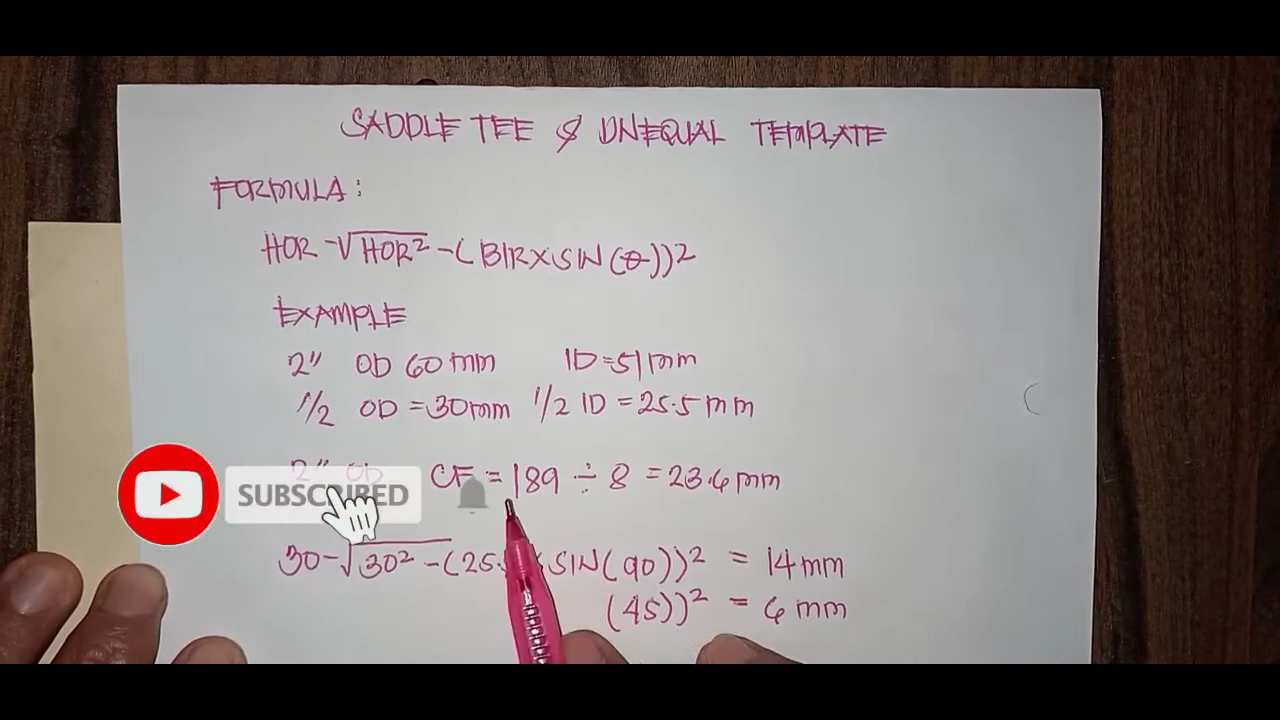 SADDLE TEE & UNEQUAL TEMPLATE
FORMULA:
HOR -√HOR² -(BIR×SIN(θ))²
EXAMPLE
2" OD 60mm ID=51mm
1/2 OD =30mm 1/2 ID =25.5mm
2" OD CF =189 ÷ 8 =23.6mm
SUBSCRIBED
30-√30² -(25. SIN(90))² = 14mm
(45))² = 6mm